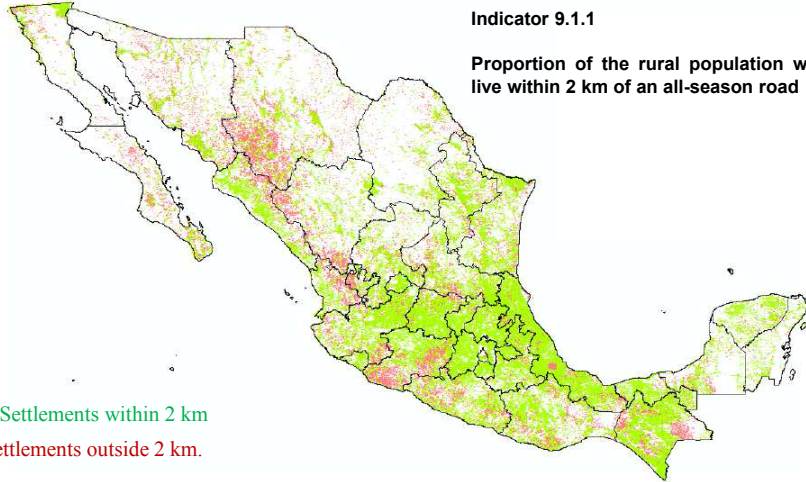 Indicator 9.1.1
Proportion of the rural population w
live within 2 km of an all-season road
Settlements within 2 km
ettlements outside 2 km.